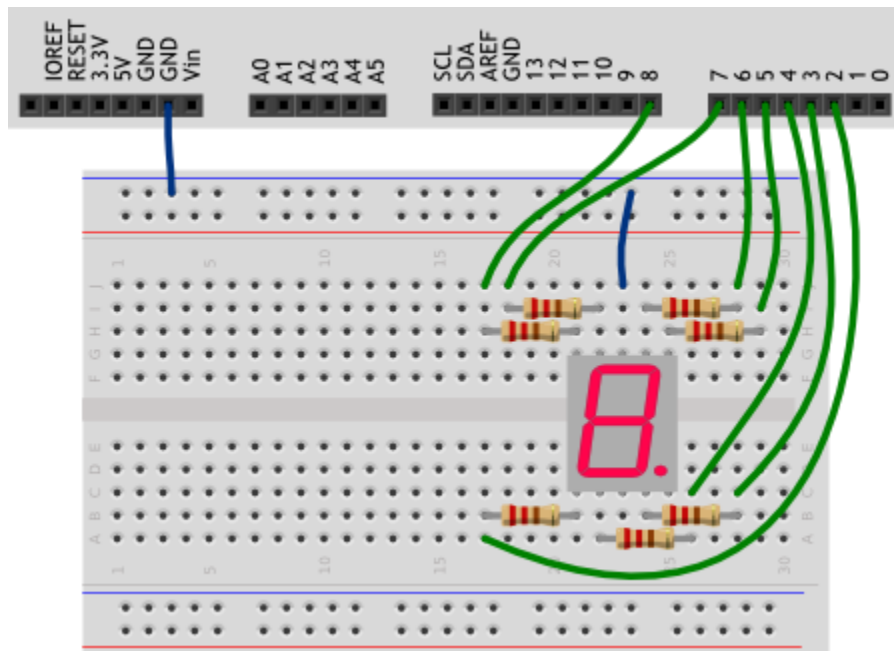 IOREF RESET 3.3V 5V GND GND Vin A0 A1 A2 A3 A4 A5 SCL SDA AREF GND 13 12 11 10 9 8 7 6 5 4 3 2 1 0
1 5 10 15 20 25 30
J
I
H
G
F
E
D
C
B
A
1 5 10 15 30